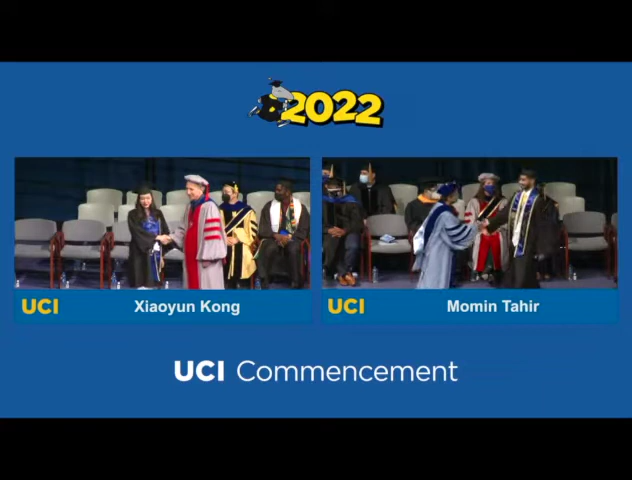 2022
UCI Xiaoyun Kong
UCI Momin Tahir
UCI Commencement